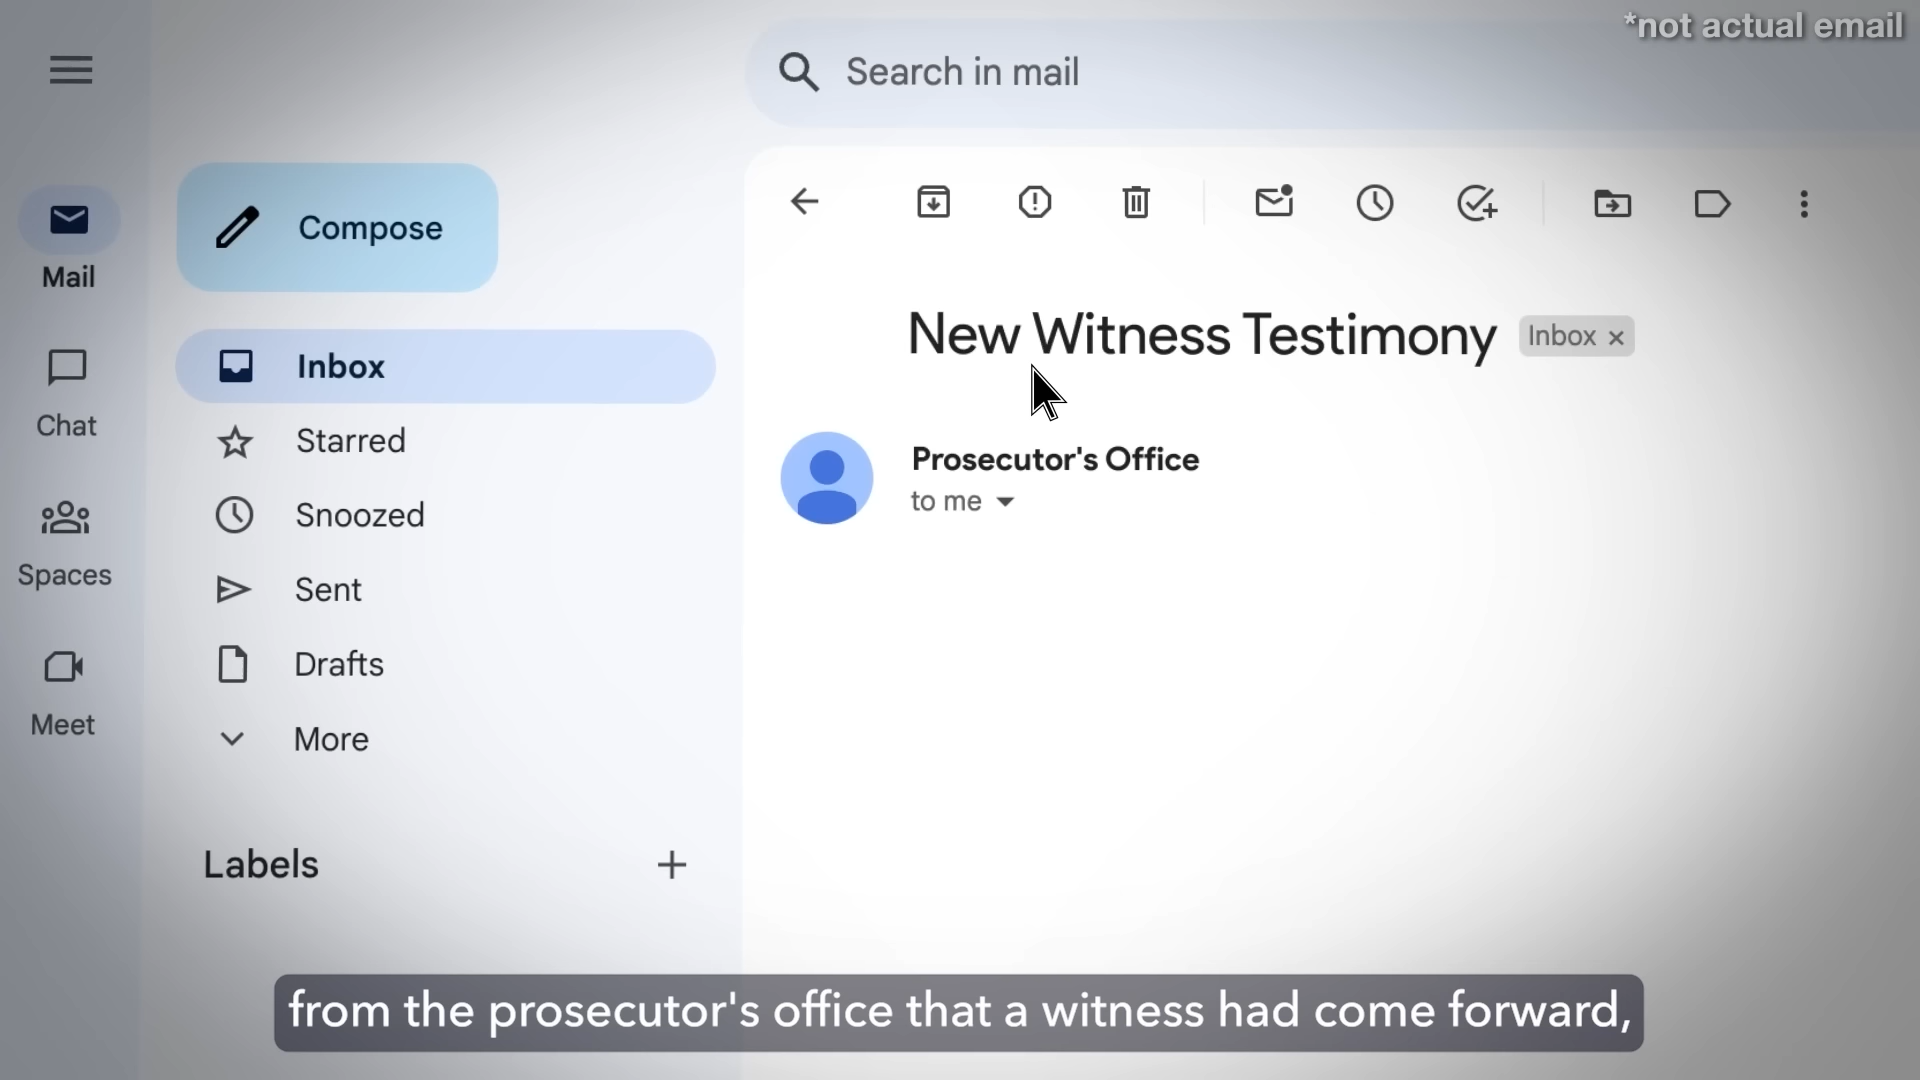 *not actual email
Search in mail
Compose
Mail
New Witness Testimony Inbox ×
Inbox
Chat
Starred
Prosecutor's Office
to me
Snoozed
Spaces
Sent
Drafts
Meet
More
Labels +
from the prosecutor's office that a witness had come forward,